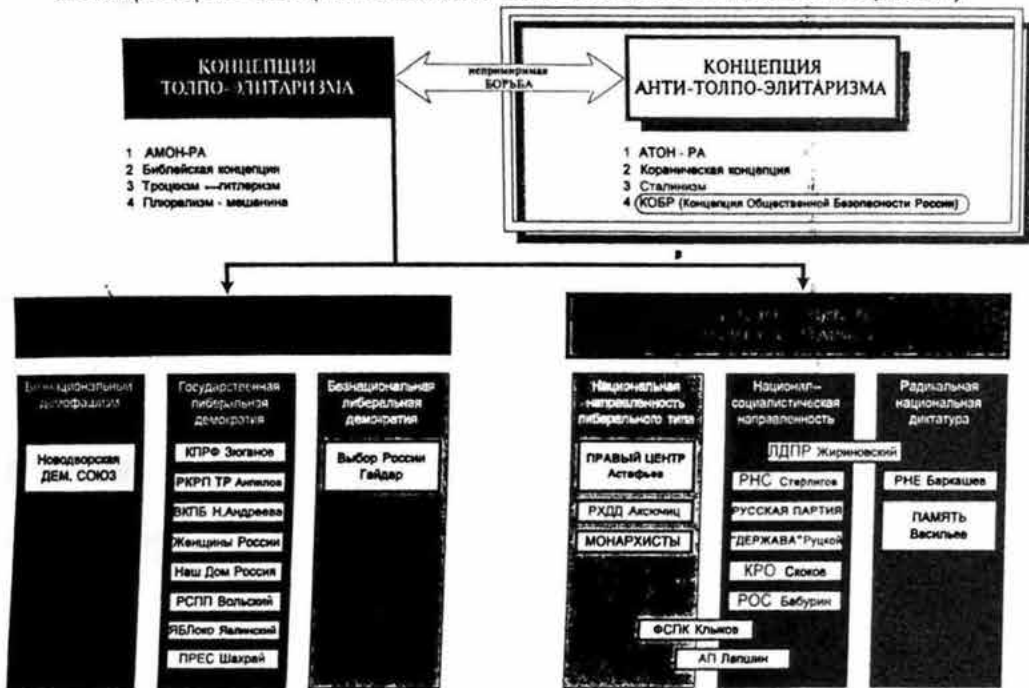 КОНЦЕПЦИЯ
ТОЛПО-ЭЛИТАРИЗМА
непримиримая
БОРЬБА
КОНЦЕПЦИЯ
АНТИ-ТОЛПО-ЭЛИТАРИЗМА
1 АМОН-РА
2 Библейская концепция
3 Троцкизм —гитлеризм
4 Плюрализм - мешанина
1 АТОН - РА
2 Кораническая концепция
3 Сталинизм
4 КОБР (Концепция Общественной Безопасности России)
Безнациональный
демофашизм
Новодворская
ДЕМ. СОЮЗ
Государственная
либеральная
демократия
КПРФ Зюганов
РКРП ТР Анпилов
ВКПБ Н.Андреева
Женщины России
Наш Дом Россия
РСПП Вольский
ЯБЛоко Явлинский
ПРЕС Шахрай
Безнациональная
либеральная
демократия
Выбор России
Гайдар
Национальная
направленность
либерального типа
ПРАВЫЙ ЦЕНТР
Астафьев
РХДД Аксючиц
МОНАРХИСТЫ
Национал-
социалистическая
направленность
ЛДПР Жириновский
РНС Стерлигов
РУССКАЯ ПАРТИЯ
"ДЕРЖАВА" Руцкой
КРО Скоков
РОС Бабурин
ФСПК Клыков
АП Лапшин
Радикальная
национальная
диктатура
РНЕ Баркашев
ПАМЯТЬ
Васильев